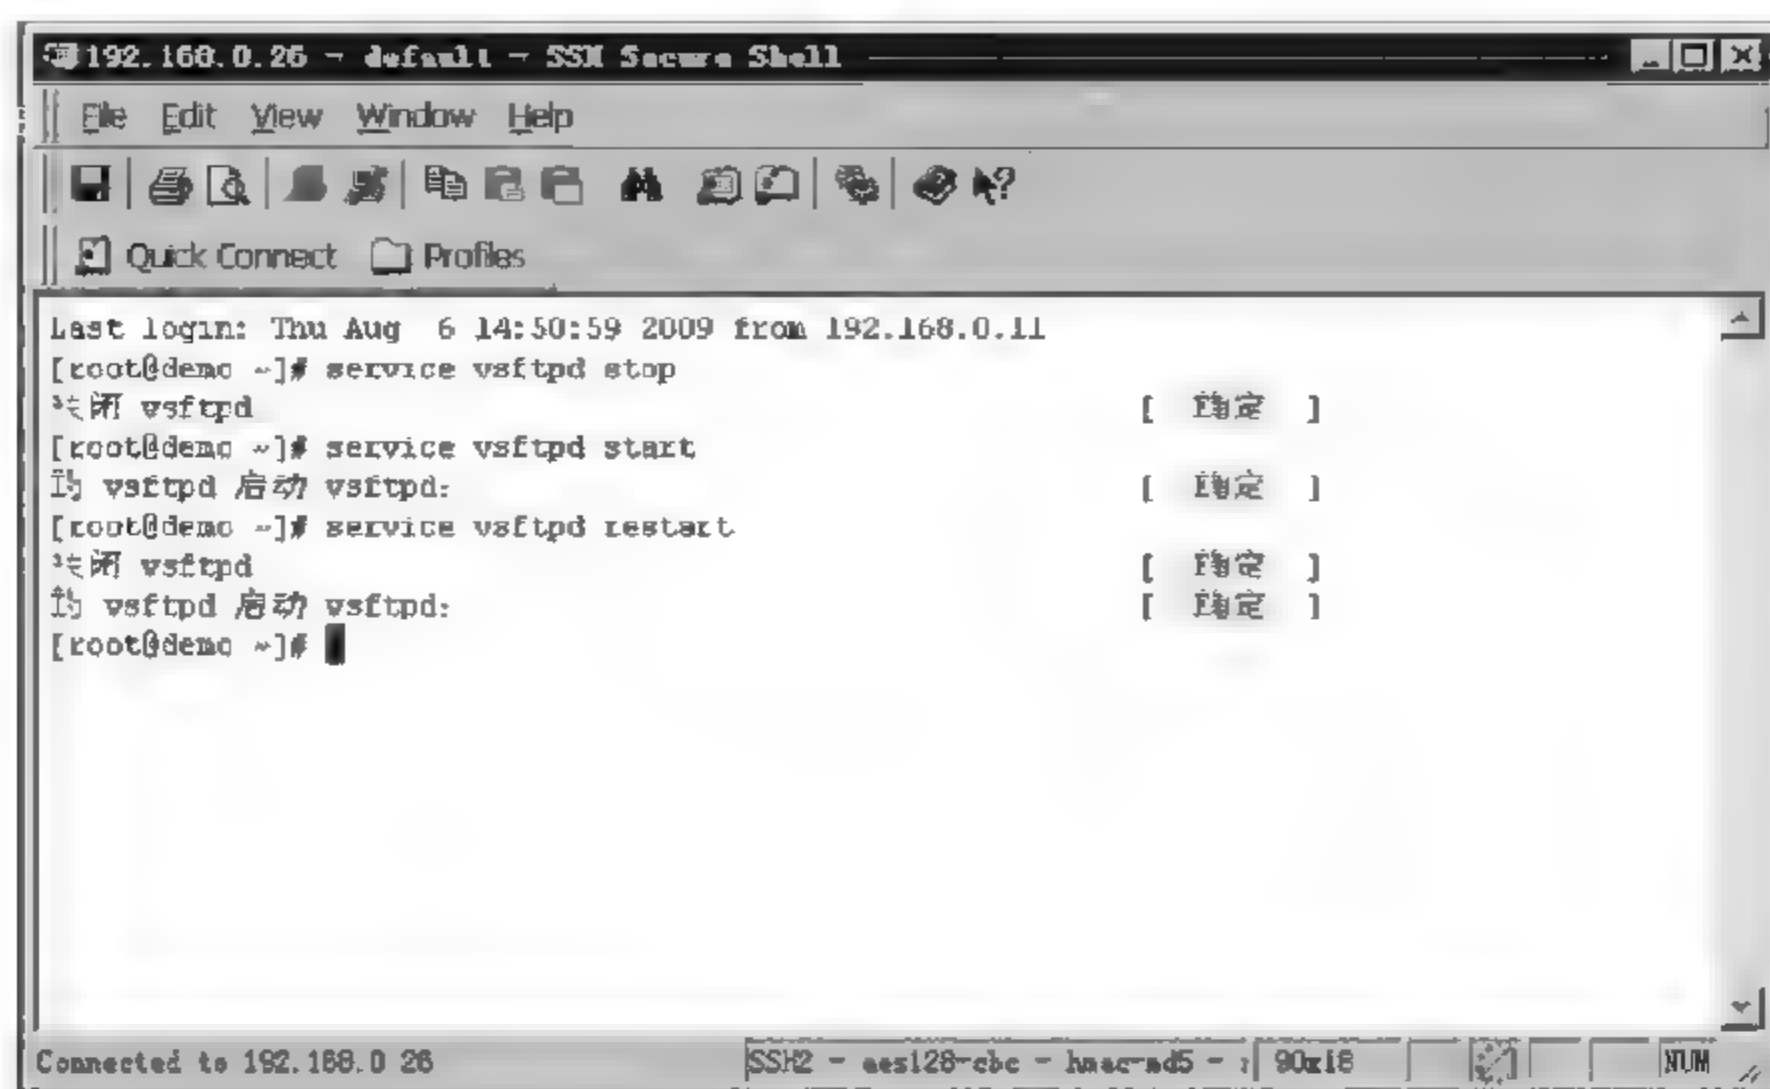 192.168.0.26 - default - SSH Secure Shell
File Edit View Window Help
Quick Connect Profiles
Last login: Thu Aug  6 14:50:59 2009 from 192.168.0.11
[root@demo ~]# service vsftpd stop
关闭 vsftpd [ 确定 ]
[root@demo ~]# service vsftpd start
为 vsftpd 启动 vsftpd: [ 确定 ]
[root@demo ~]# service vsftpd restart
关闭 vsftpd [ 确定 ]
为 vsftpd 启动 vsftpd: [ 确定 ]
[root@demo ~]#
Connected to 192.168.0.26 SSH2 - aes128-cbc - hmac-md5 - 90x18 NUM